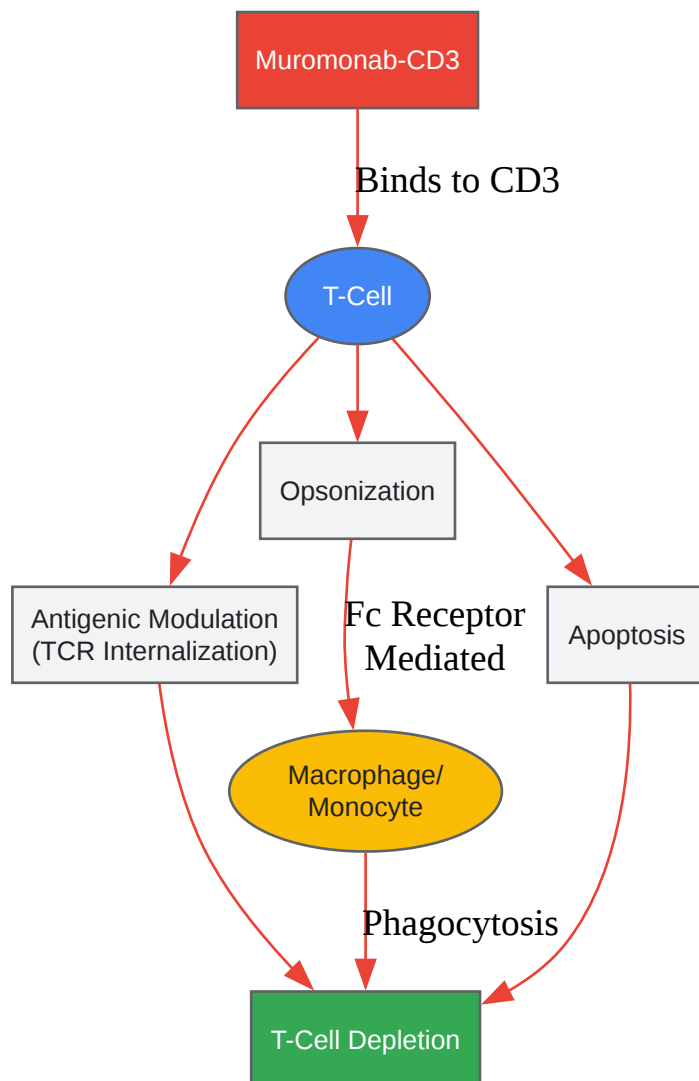 Muromonab-CD3
Binds to CD3
T-Cell
Opsonization
Antigenic Modulation
(TCR Internalization)
Fc Receptor
Mediated
Apoptosis
Macrophage/
Monocyte
Phagocytosis
T-Cell Depletion